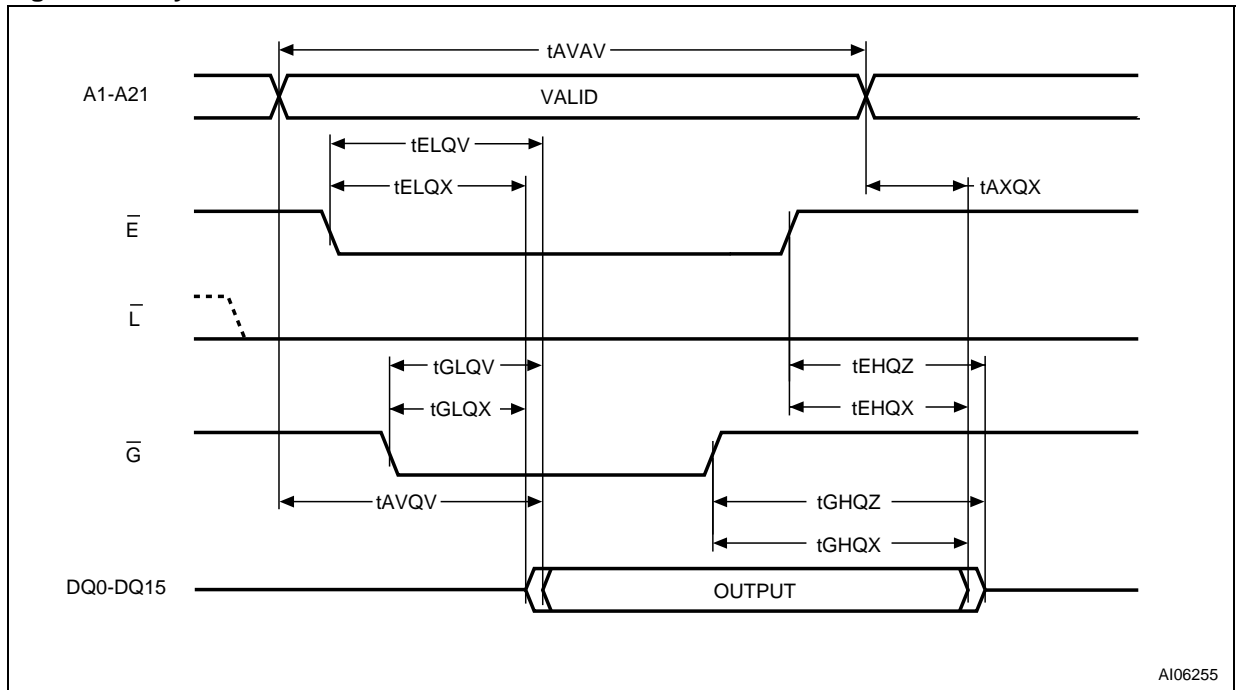 tAVAV
A1-A21
VALID
tELQV
tELQX
tAXQX
E̅
L̅
tGLQV
tEHQZ
tGLQX
tEHQX
G̅
tAVQV
tGHQZ
tGHQX
DQ0-DQ15
OUTPUT
AI06255